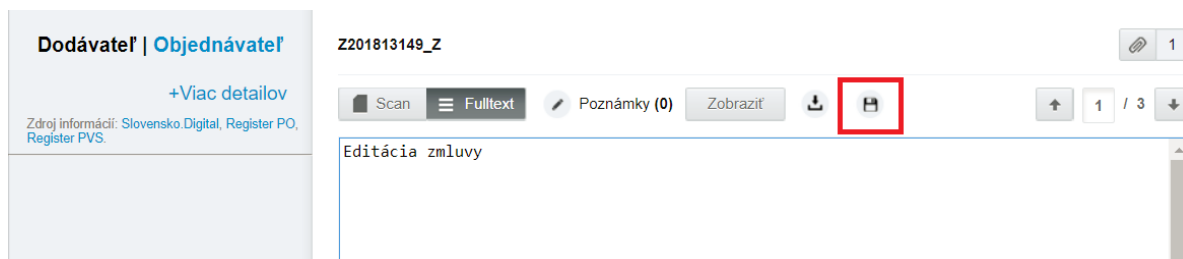 Dodávateľ | Objednávateľ
+Viac detailov
Zdroj informácií: Slovensko.Digital, Register PO,
Register PVS.
Z201813149_Z
1
Scan Fulltext Poznámky (0) Zobraziť 1 / 3
Editácia zmluvy